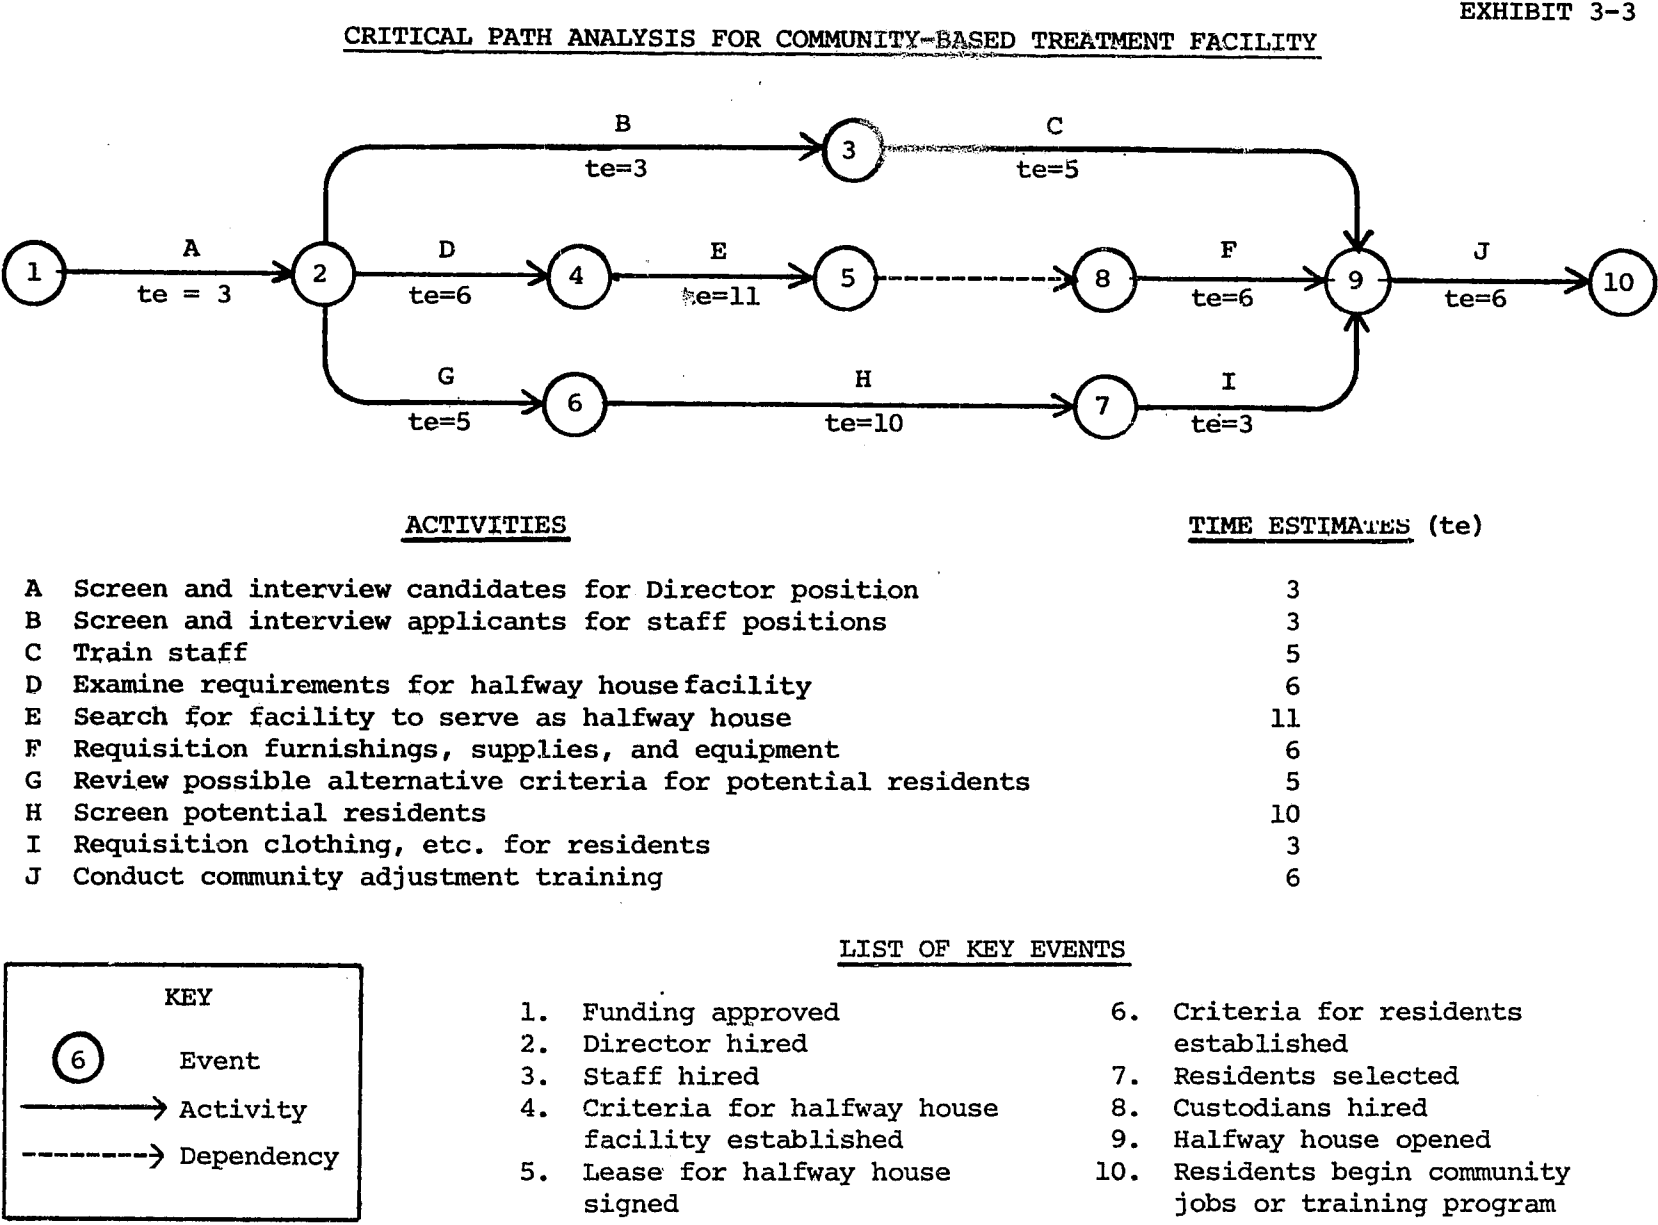 EXHIBIT 3-3
CRITICAL PATH ANALYSIS FOR COMMUNITY-BASED TREATMENT FACILITY
B
te=3
3
C
te=5
1
A
te = 3
2
D
te=6
4
E
te=11
5
8
F
te=6
9
J
te=6
10
G
te=5
6
H
te=10
7
I
te=3
ACTIVITIES
TIME ESTIMATES (te)
A Screen and interview candidates for Director position 3
B Screen and interview applicants for staff positions 3
C Train staff 5
D Examine requirements for halfway house facility 6
E Search for facility to serve as halfway house 11
F Requisition furnishings, supplies, and equipment 6
G Review possible alternative criteria for potential residents 5
H Screen potential residents 10
I Requisition clothing, etc. for residents 3
J Conduct community adjustment training 6
KEY
6 Event
Activity
Dependency
LIST OF KEY EVENTS
1. Funding approved
2. Director hired
3. Staff hired
4. Criteria for halfway house
facility established
5. Lease for halfway house
signed
6. Criteria for residents
established
7. Residents selected
8. Custodians hired
9. Halfway house opened
10. Residents begin community
jobs or training program